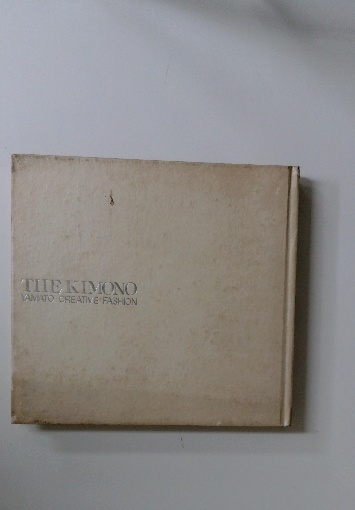 THE KIMONO
YAMATO CREATIVE FASHION